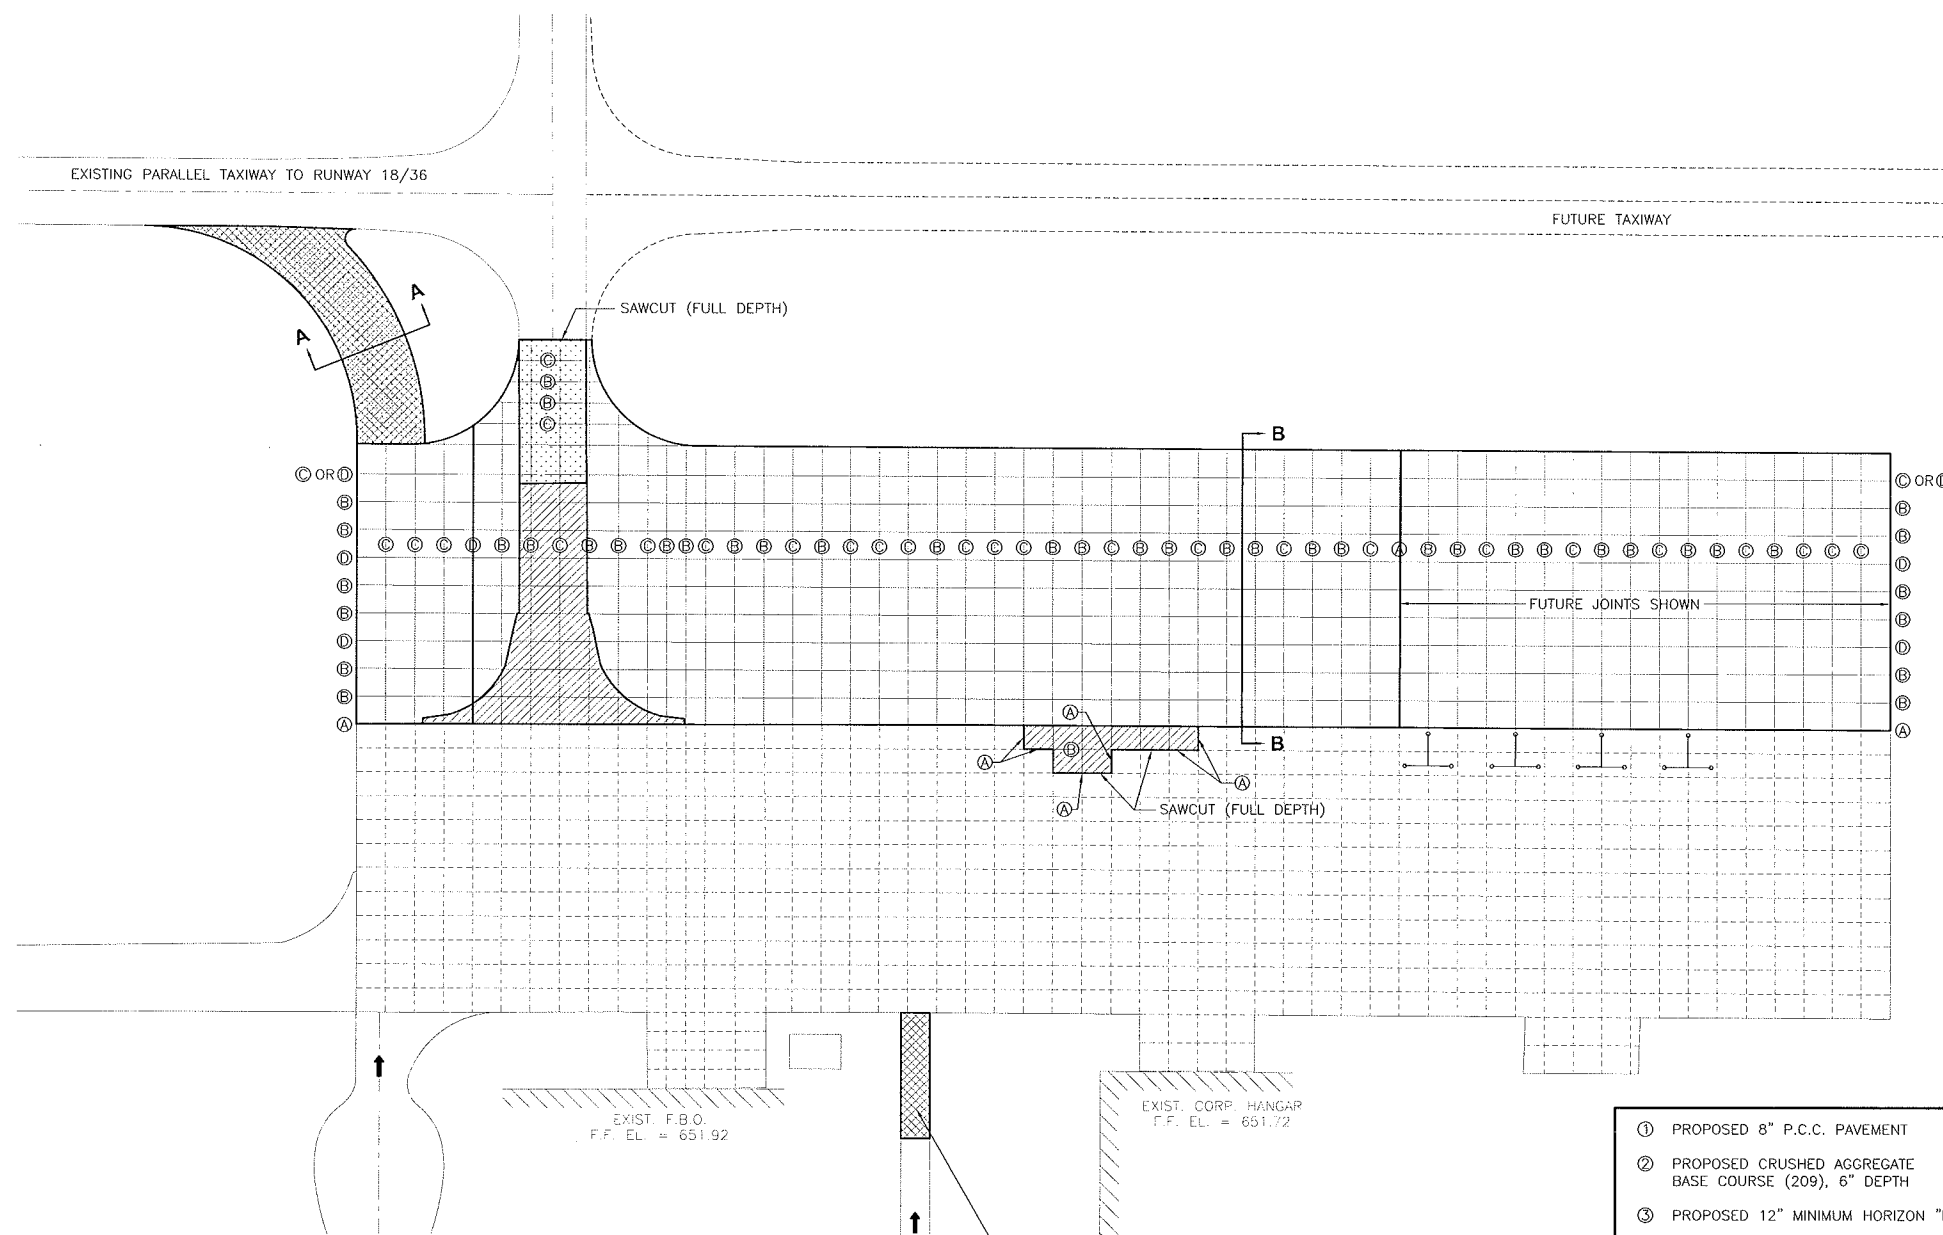 EXISTING PARALLEL TAXIWAY TO RUNWAY 18/36
FUTURE TAXIWAY
A
A
SAWCUT (FULL DEPTH)
C
B
B
C
B
C OR D
B
B
D
B
B
D
B
B
A
C C C D B B C B B C B B C B B C B C C C B C C C B B C B B C B B C B B C A B B C B B C B B C B B C B C C C
C OR
B
B
D
B
B
D
B
B
A
FUTURE JOINTS SHOWN
A
B
B
A
A
A
SAWCUT (FULL DEPTH)
EXIST. F.B.O.
F.F. EL. = 651.92
EXIST. CORP. HANGAR
F.F. EL. = 651.72
1 PROPOSED 8" P.C.C. PAVEMENT
2 PROPOSED CRUSHED AGGREGATE
BASE COURSE (209), 6" DEPTH
3 PROPOSED 12" MINIMUM HORIZON "